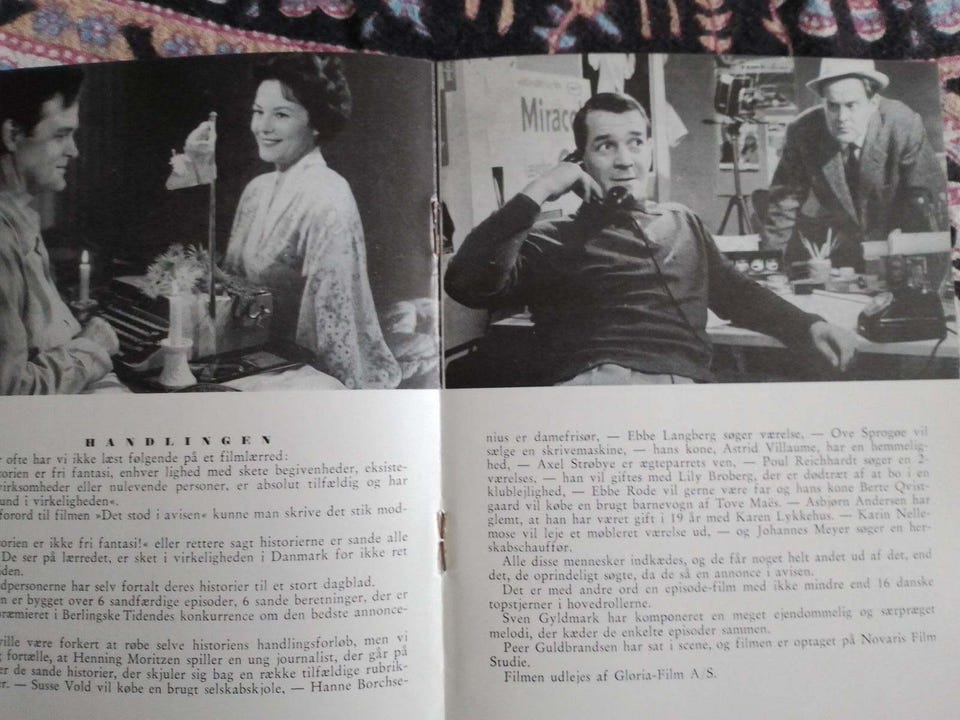 Mirac
HANDLINGEN
ofte har vi ikke læst følgende på et filmlærred:
orien er fri fantasi, enhver lighed med skete begivenheder, eksiste-
virksomheder eller nulevende personer, er absolut tilfældig og har
und i virkeligheden«.
forord til filmen »Det stod i avisen« kunne man skrive det stik mod-
orien er ikke fri fantasi!« eller rettere sagt historierne er sande alle
De ser på lærredet, er sket i virkeligheden i Danmark for ikke ret
iden.
dpersonerne har selv fortalt deres historier til et stort dagblad.
n er bygget over 6 sandfærdige episoder, 6 sande beretninger, der er
præmieret i Berlingske Tidendes konkurrence om den bedste annonce-
ville være forkert at røbe selve historiens handlingsforløb, men vi
fortælle, at Henning Moritzen spiller en ung journalist, der går på
er de sande historier, der skjuler sig bag en række tilfældige rubrik-
er. — Susse Vold vil købe en brugt selskabskjole, — Hanne Borchse-
nius er damefrisør, — Ebbe Langberg søger værelse, — Ove Sprogøe vil
sælge en skrivemaskine, — hans kone, Astrid Villaume, har en hemmelig-
hed, — Axel Strøbye er ægteparrets ven, — Poul Reichhardt søger en 2
værelses, — han vil giftes med Lily Broberg, der er dødtræt af at bo i en
klublejlighed, — Ebbe Rode vil gerne være far og hans kone Berte Qvist-
gaard vil købe en brugt barnevogn af Tove Maës. — Asbjørn Andersen har
glemt, at han har været gift i 19 år med Karen Lykkehus. — Karin Nelle-
mose vil leje et møbleret værelse ud, — og Johannes Meyer søger en her-
skabschauffør.
Alle disse mennesker indkædes, og de får noget helt andet ud af det, end
det, de oprindeligt søgte, da de så en annonce i avisen.
Det er med andre ord en episode-film med ikke mindre end 16 danske
topstjerner i hovedrollerne.
Sven Gyldmark har komponeret en meget ejendommelig og særpræget
melodi, der kæder de enkelte episoder sammen.
Peer Guldbrandsen har sat i scene, og filmen er optaget på Novaris Film
Studie.
Filmen udlejes af Gloria-Film A/S.